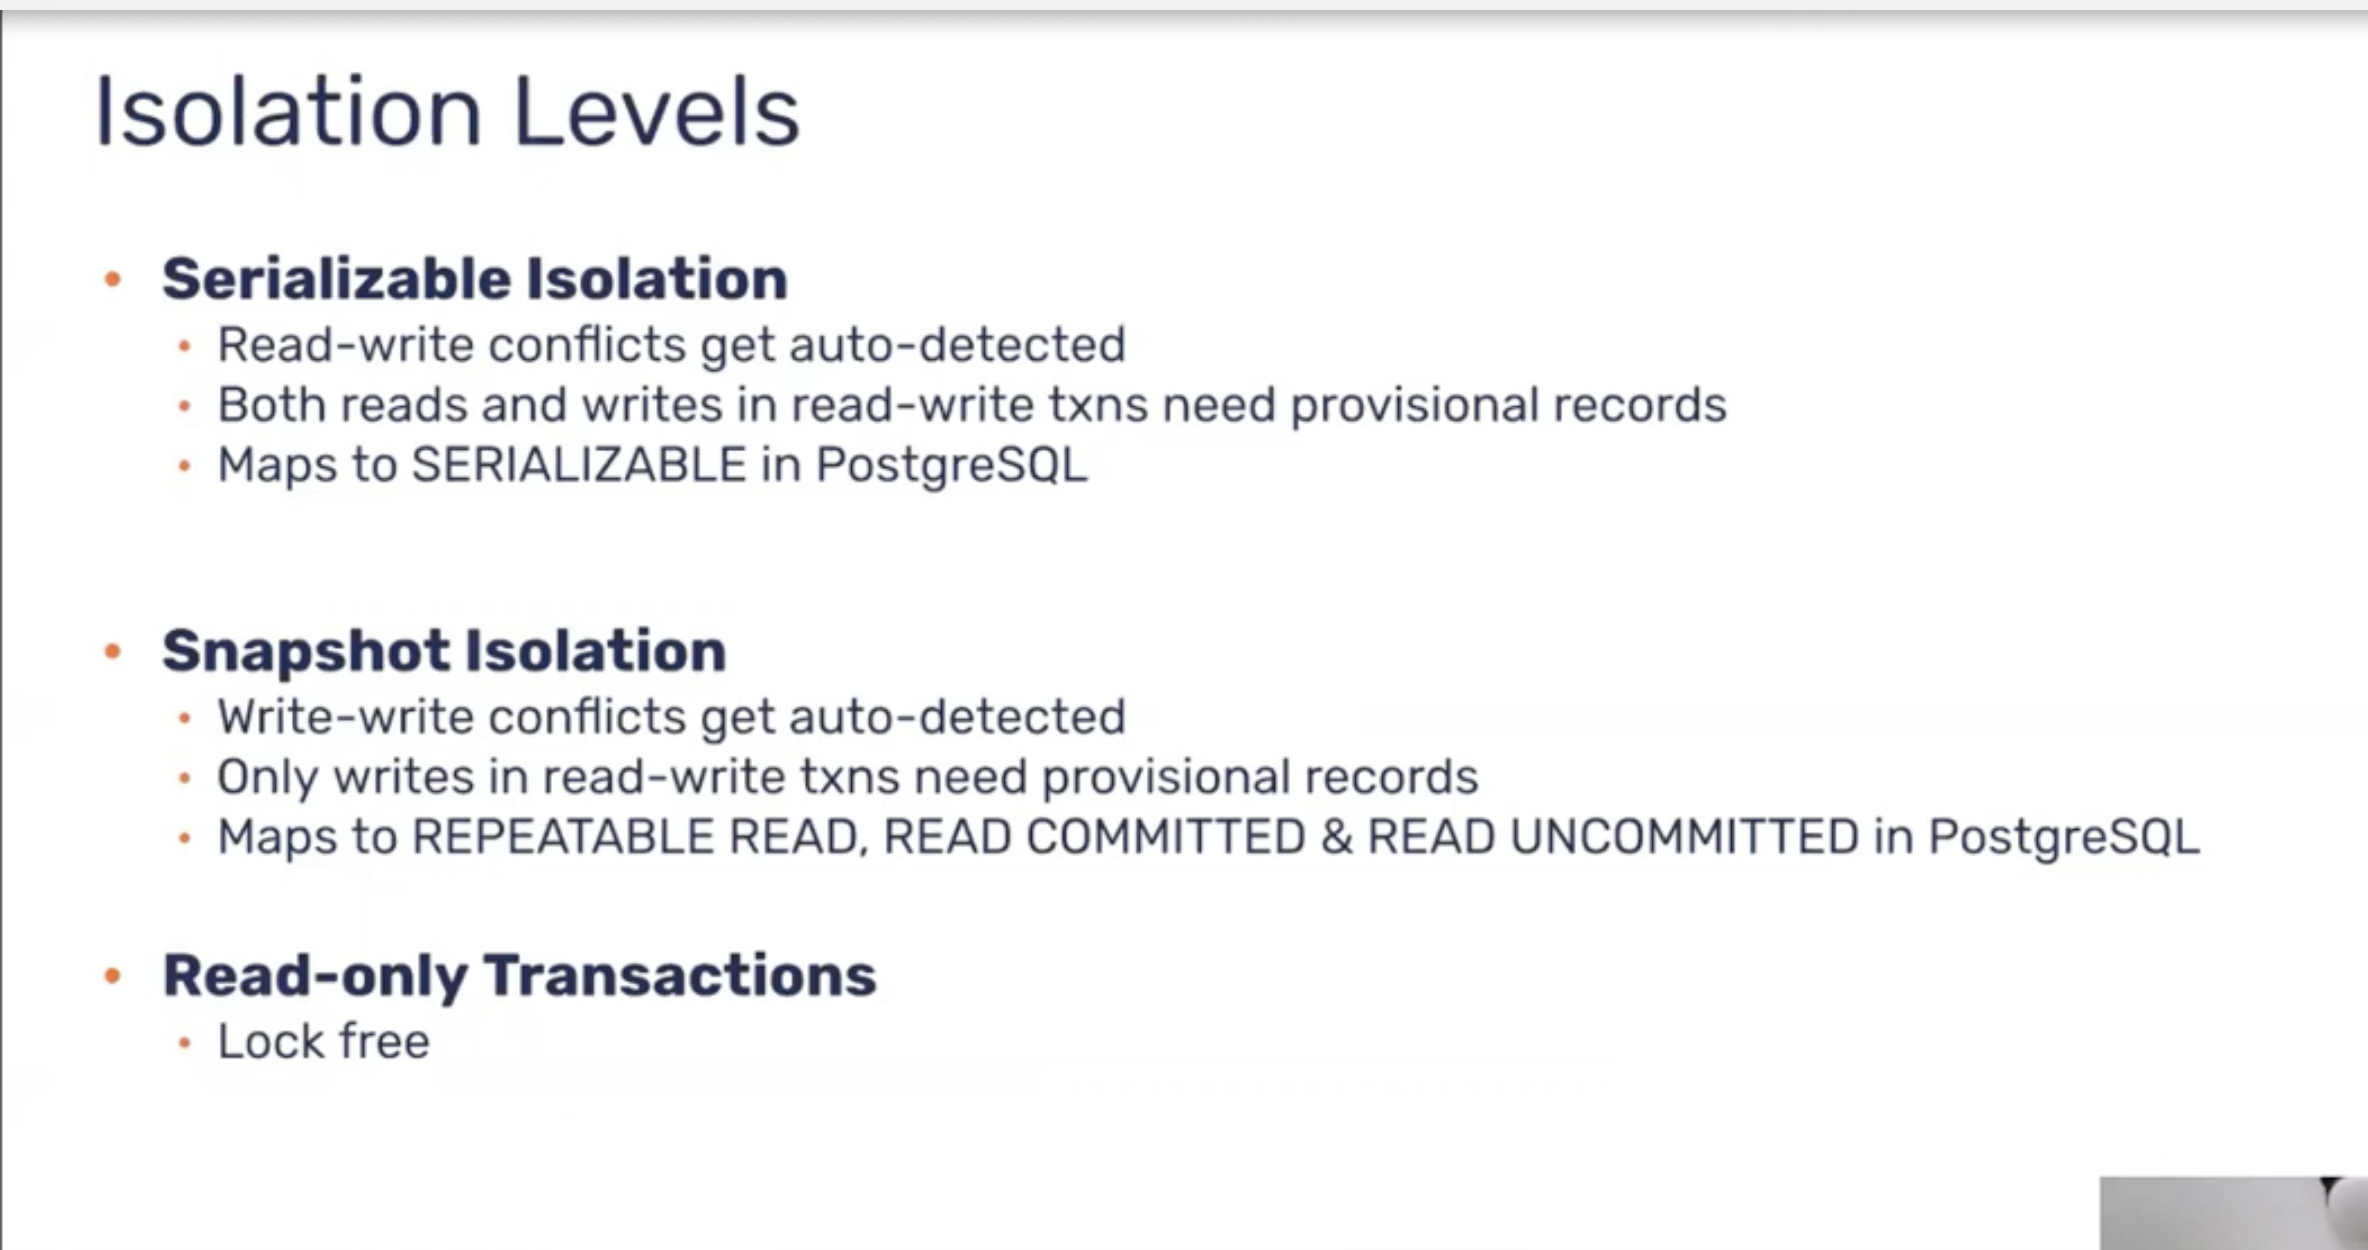 Isolation Levels
• Serializable Isolation
• Read-write conflicts get auto-detected
• Both reads and writes in read-write txns need provisional records
• Maps to SERIALIZABLE in PostgreSQL
• Snapshot Isolation
• Write-write conflicts get auto-detected
• Only writes in read-write txns need provisional records
• Maps to REPEATABLE READ, READ COMMITTED & READ UNCOMMITTED in PostgreSQL
• Read-only Transactions
• Lock free